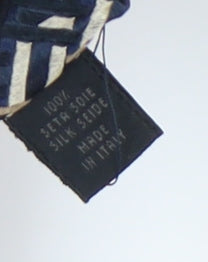 100%
SETA SOIE
SILK SEIDE
MADE
IN ITALY